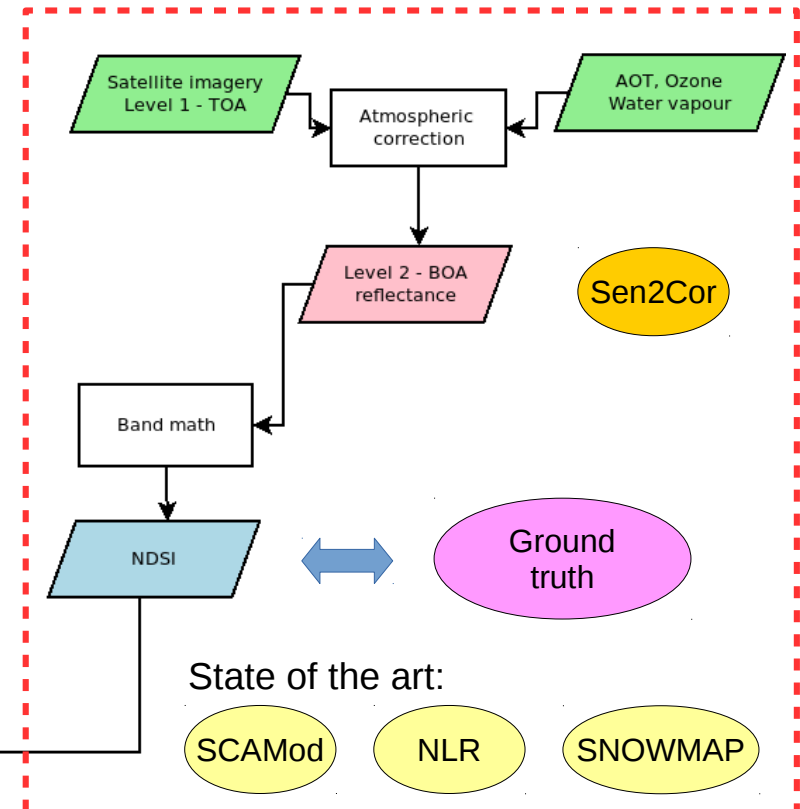 Satellite imagery
Level 1 - TOA
Atmospheric
correction
AOT, Ozone
Water vapour
Level 2 - BOA
reflectance
Sen2Cor
Band math
NDSI
Ground
truth
State of the art:
SCAMod
NLR
SNOWMAP